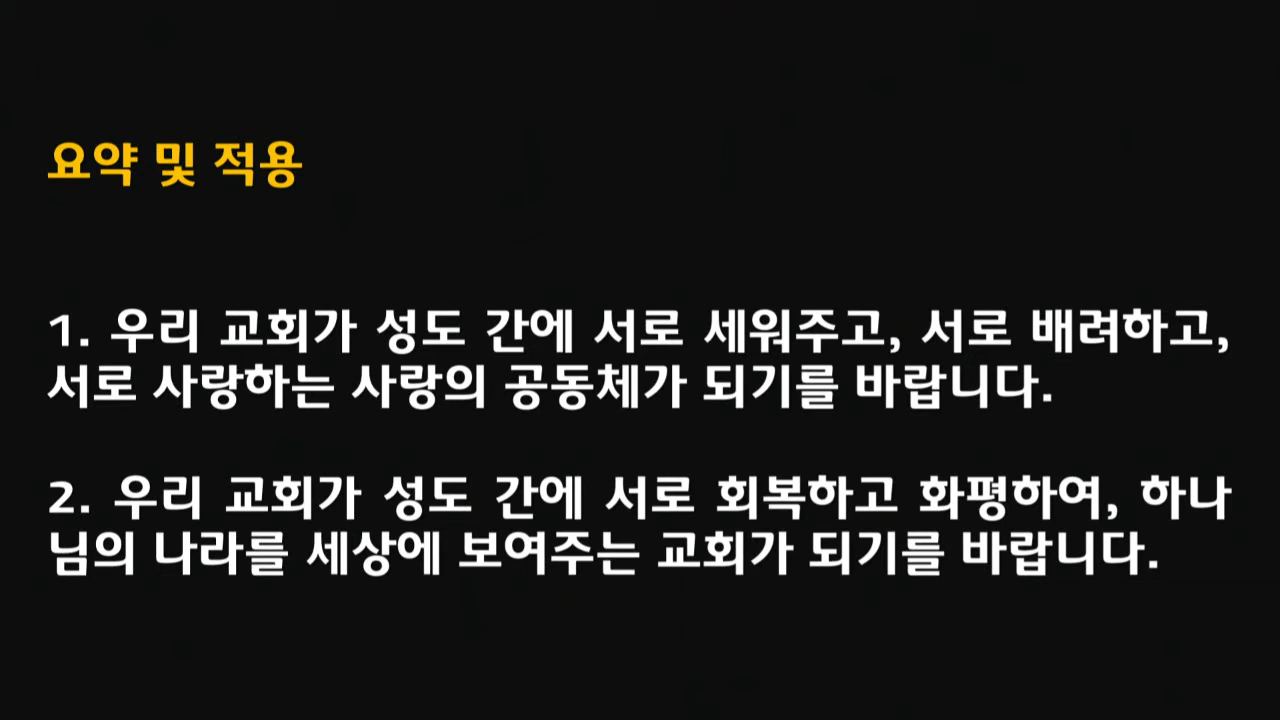 요약 및 적용
1. 우리 교회가 성도 간에 서로 세워주고, 서로 배려하고,
서로 사랑하는 사랑의 공동체가 되기를 바랍니다.
2. 우리 교회가 성도 간에 서로 회복하고 화평하여, 하나
님의 나라를 세상에 보여주는 교회가 되기를 바랍니다.